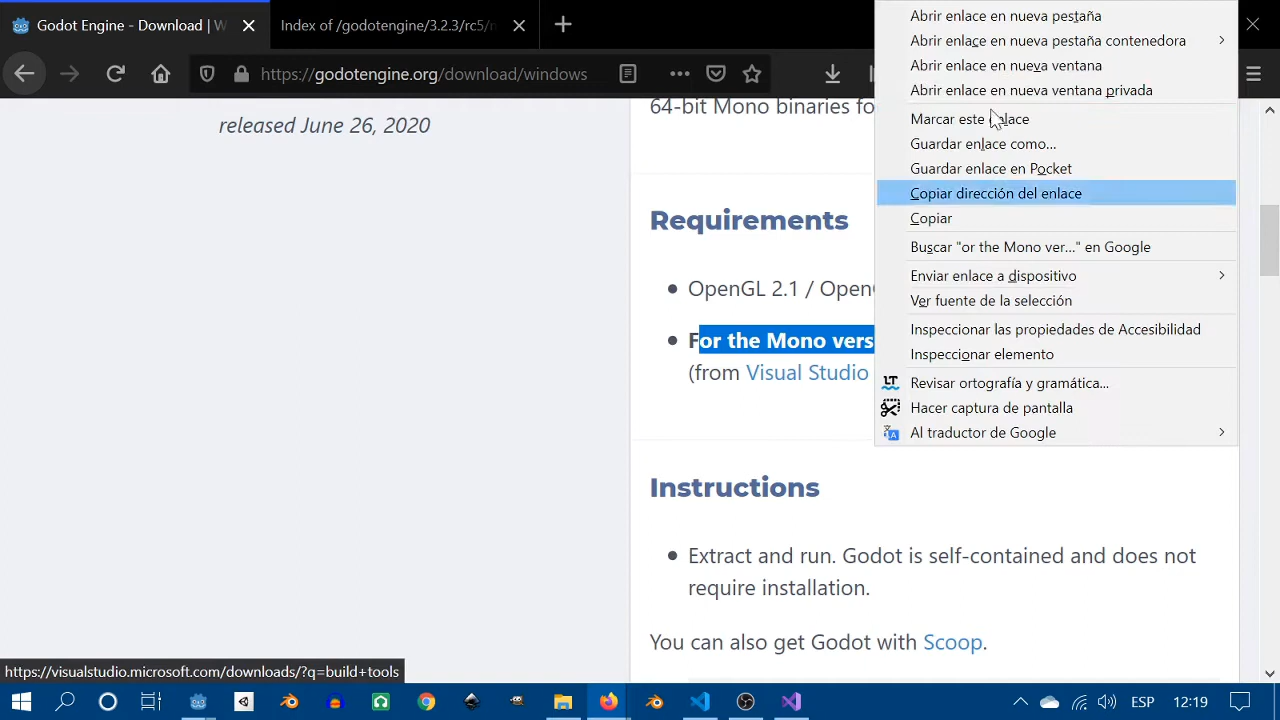 Godot Engine - Download | W
Index of /godotengine/3.2.3/rc5/
https://godotengine.org/download/windows
released June 26, 2020
64-bit Mono binaries fo
Requirements
OpenGL 2.1 / Open
For the Mono vers
(from Visual Studio
Instructions
Extract and run. Godot is self-contained and does not
require installation.
You can also get Godot with Scoop.
Abrir enlace en nueva pestaña
Abrir enlace en nueva pestaña contenedora
Abrir enlace en nueva ventana
Abrir enlace en nueva ventana privada
Marcar este enlace
Guardar enlace como...
Guardar enlace en Pocket
Copiar dirección del enlace
Copiar
Buscar "or the Mono ver..." en Google
Enviar enlace a dispositivo
Ver fuente de la selección
Inspeccionar las propiedades de Accesibilidad
Inspeccionar elemento
LT Revisar ortografía y gramática...
Hacer captura de pantalla
Al traductor de Google
https://visualstudio.microsoft.com/downloads/?q=build+tools
ESP
12:19